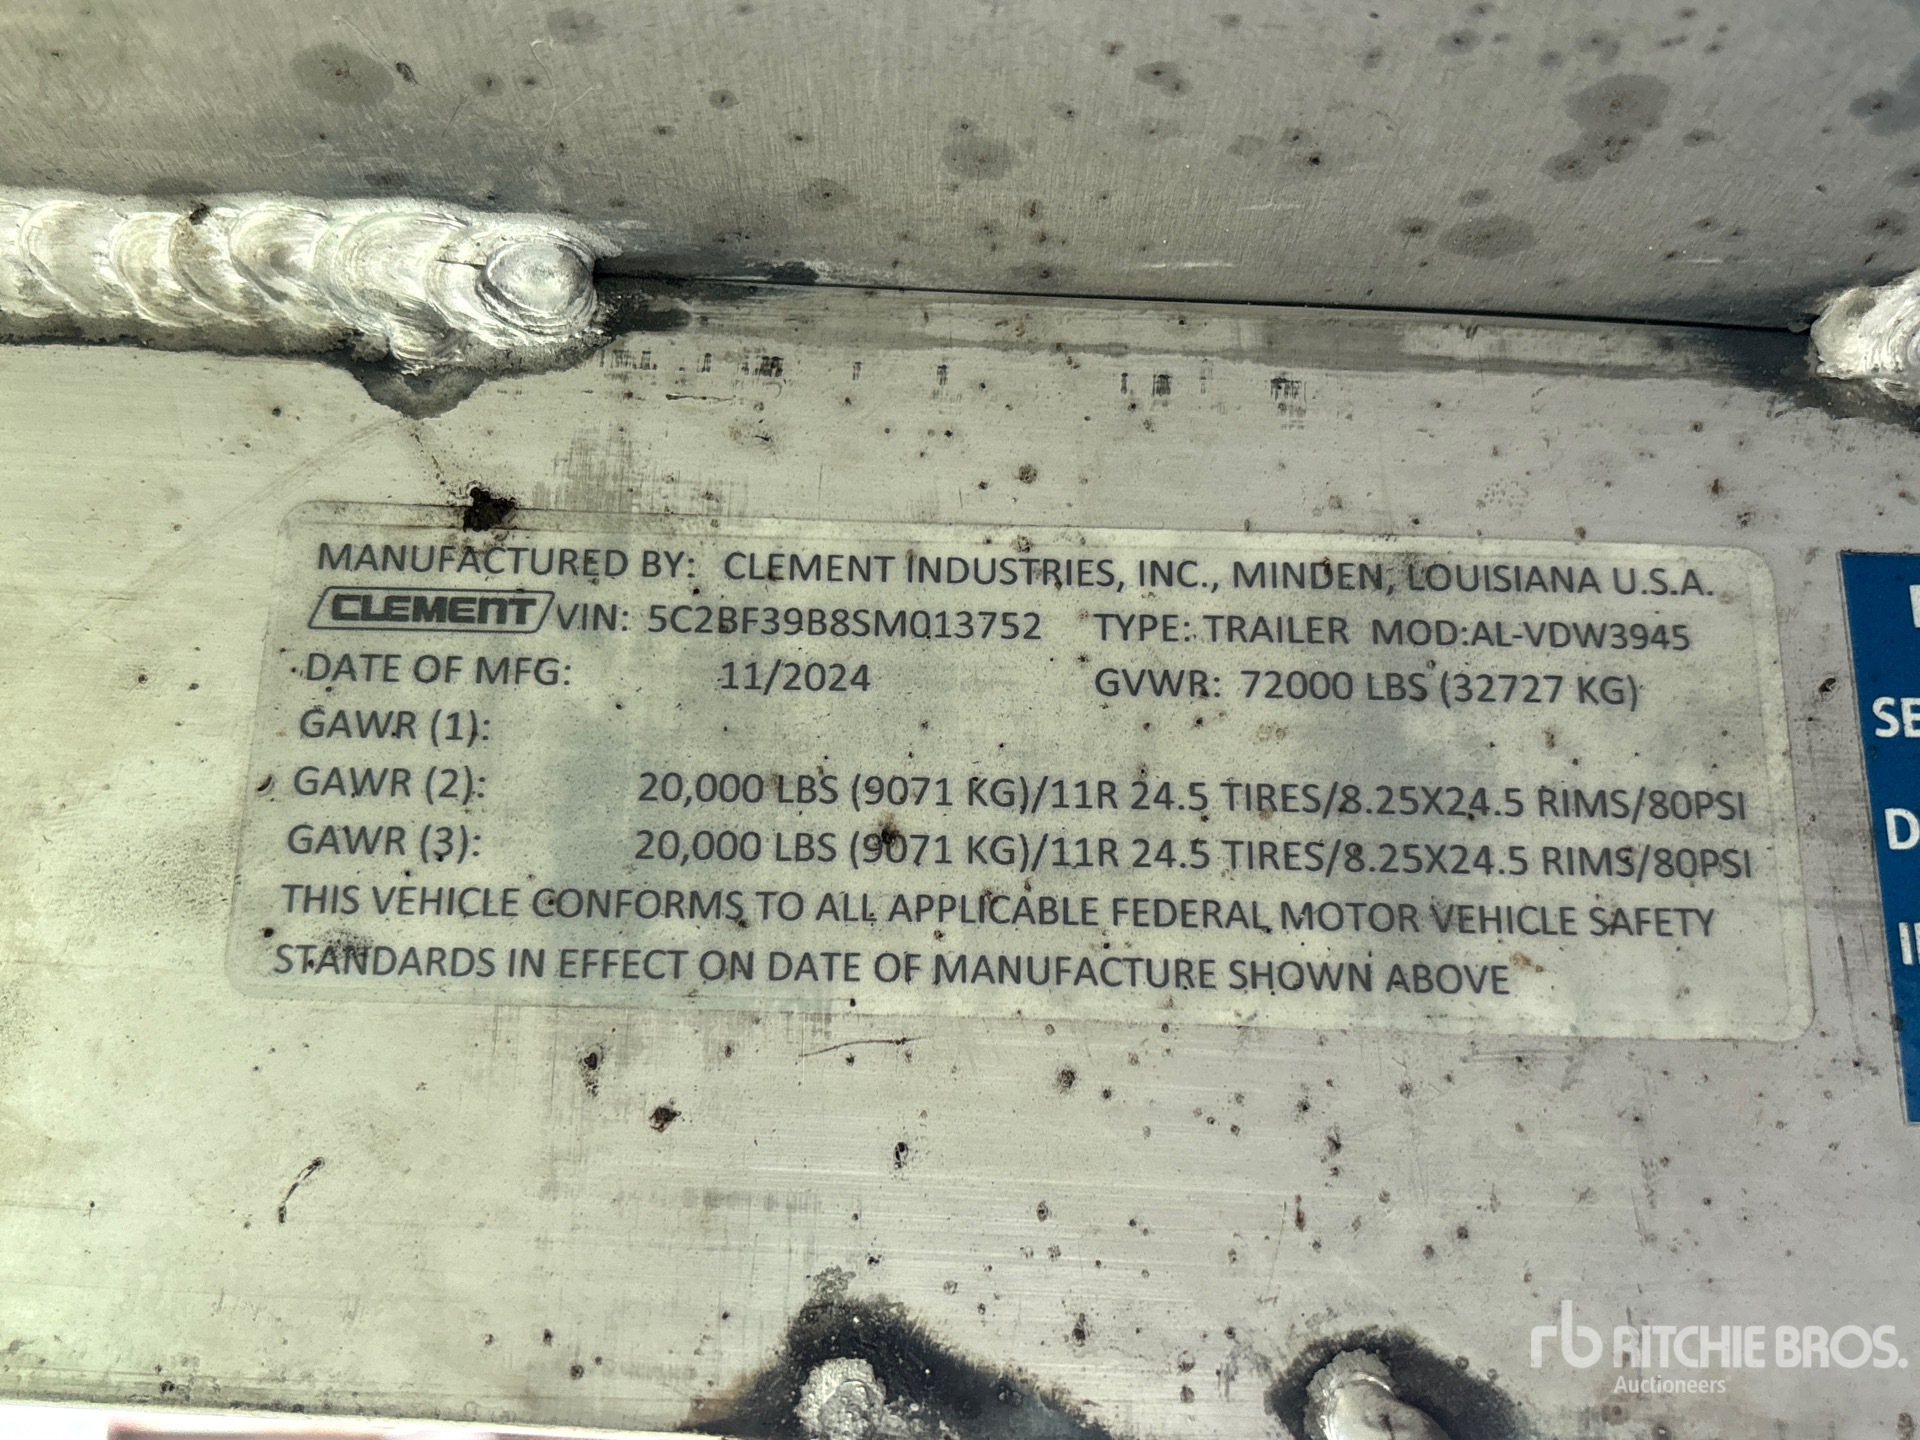 MANUFACTURED BY: CLEMENT INDUSTRIES, INC., MINDEN, LOUISIANA U.S.A.
CLEMENT VIN: 5C2BF39B8SM013752 TYPE: TRAILER MOD:AL-VDW3945
DATE OF MFG: 11/2024 GVWR: 72000 LBS (32727 KG)
GAWR (1):
GAWR (2): 20,000 LBS (9071 KG)/11R 24.5 TIRES/8.25X24.5 RIMS/80PSI
GAWR (3): 20,000 LBS (9071 KG)/11R 24.5 TIRES/8.25X24.5 RIMS/80PSI
THIS VEHICLE CONFORMS TO ALL APPLICABLE FEDERAL MOTOR VEHICLE SAFETY
STANDARDS IN EFFECT ON DATE OF MANUFACTURE SHOWN ABOVE
SE
D
rb RITCHIE BROS.
Auctioneers